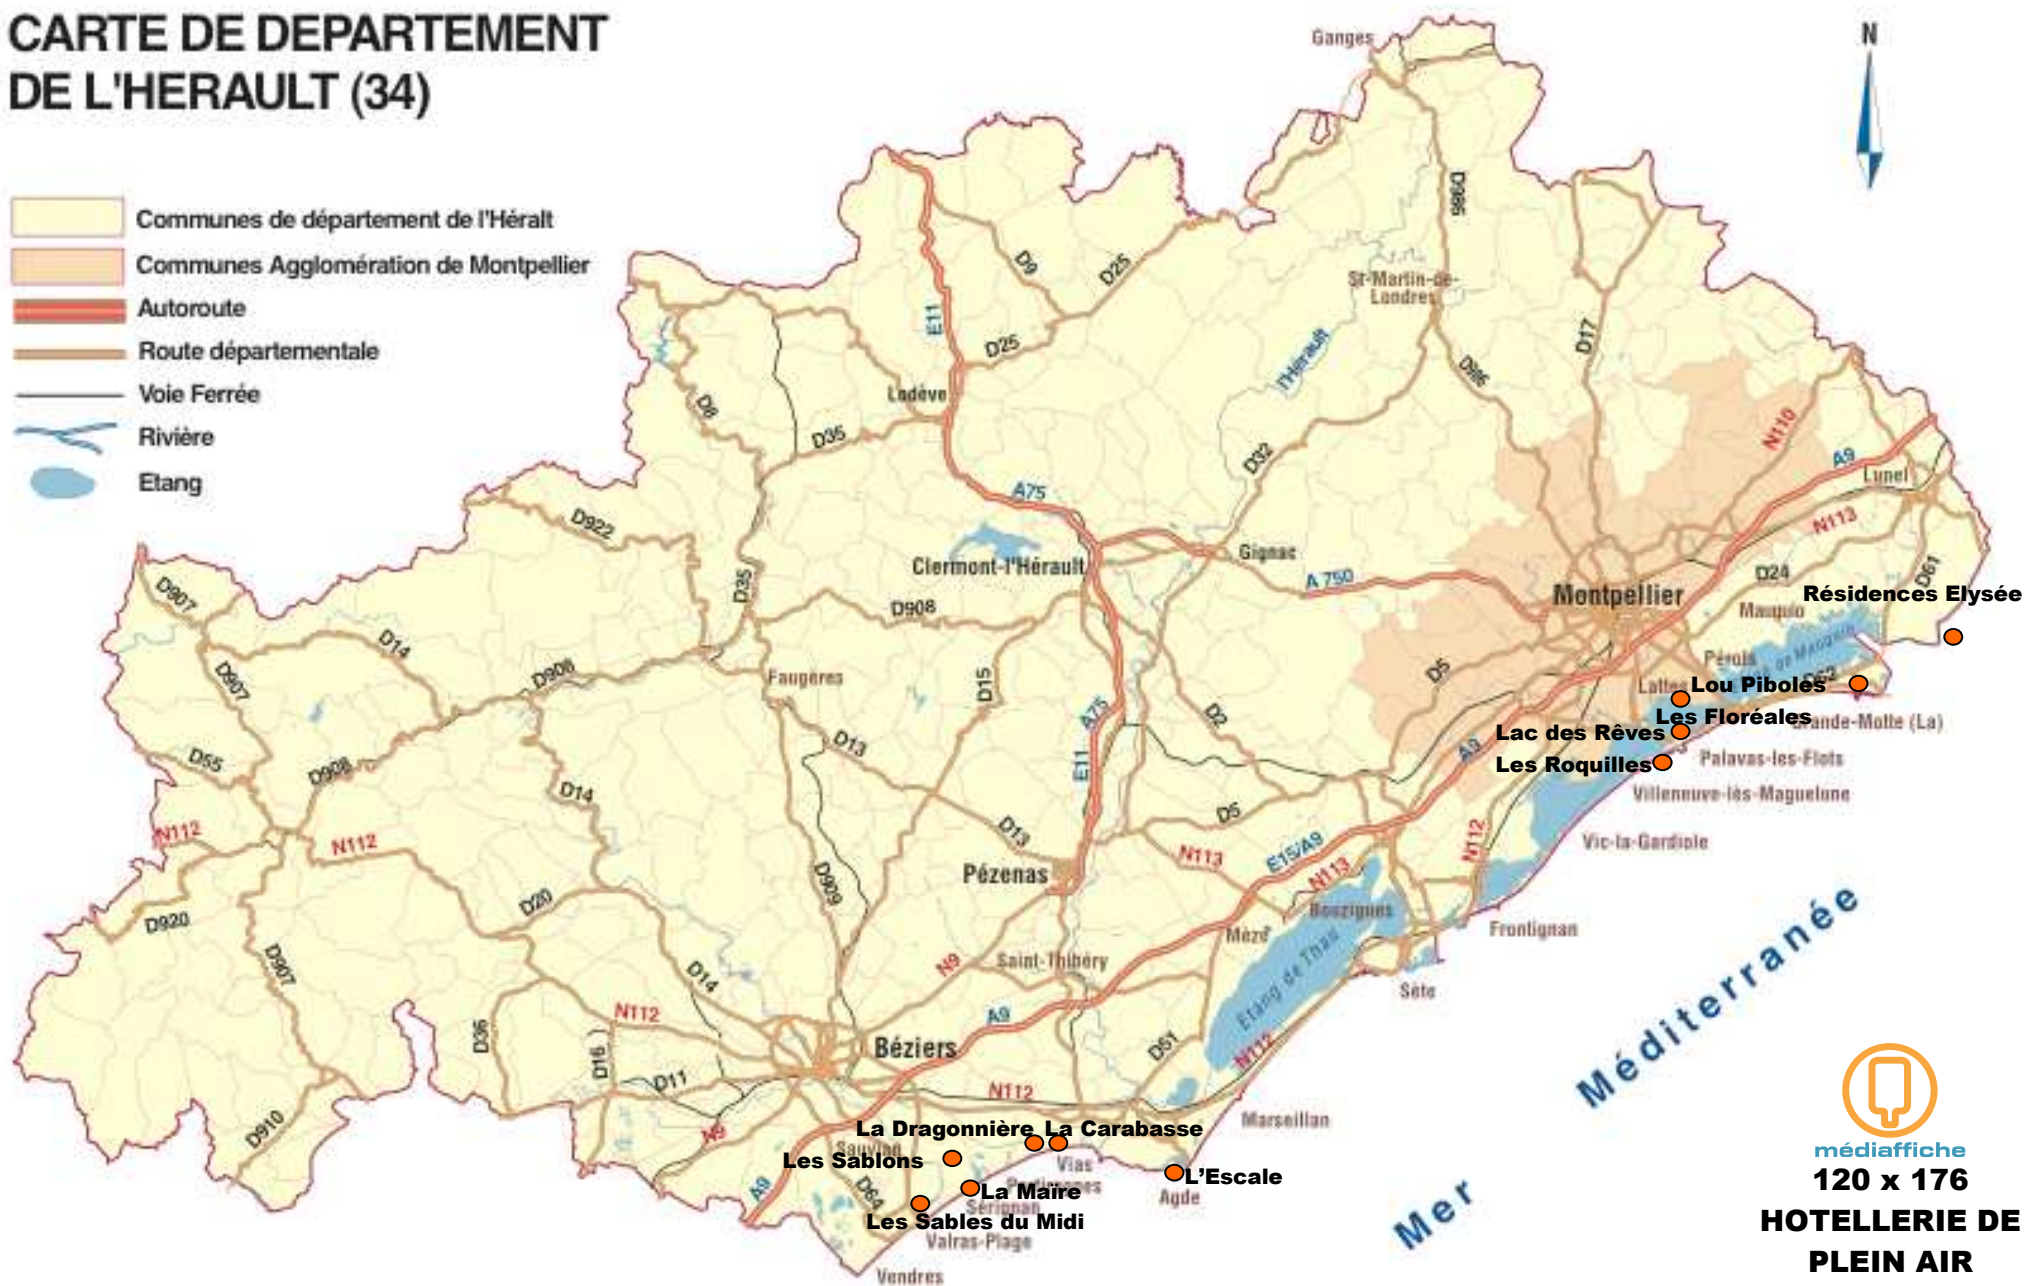 CARTE DE DEPARTEMENT
DE L'HERAULT (34)
Communes de département de l'Héralt
Communes Agglomération de Montpellier
Autoroute
Route départementale
Voie Ferrée
Rivière
Etang
N
Ganges
D986
St-Martin-de-
Londres
D9
D25
E11
D25
l'Hérault
D17
D986
Lodève
D8
D35
D32
N110
A9
Lunel
A75
N113
D922
Clermont-l'Hérault
Gignac
A 750
D24
D61
D35
D907
D908
Montpellier
Mauguio
Résidences Elysée
D14
D907
D908
Faugères
D15
D5
Pérols
de Mauguio
D62
Lattes
Lou Piboles
A75
D2
Les Floréales
Grande-Motte (La)
Lac des Rêves
D13
A9
D55
D908
E11
Les Roquilles
Palavas-les-Flots
D14
Villeneuve-lès-Maguelone
D5
N112
N112
D13
N113
E15/A9
N112
Vic-la-Gardiole
N113
Pézenas
D909
D20
D920
Bouzigues
Mèze
Frontignan
Méditerranée
D907
D14
N9
Saint-Thibéry
Etang de Thau
Sète
N112
A9
D36
D16
D51
N112
Béziers
D11
N112
Marseillan
D910
N9
La Dragonnière
La Carabasse
Sauvian
Les Sablons
Vias
L'Escale
Agde
A9
D64
La Maïre
Portiragnes
Sérignan
Les Sables du Midi
Valras-Plage
Vendres
Mer
médiaffiche
120 x 176
HOTELLERIE DE
PLEIN AIR